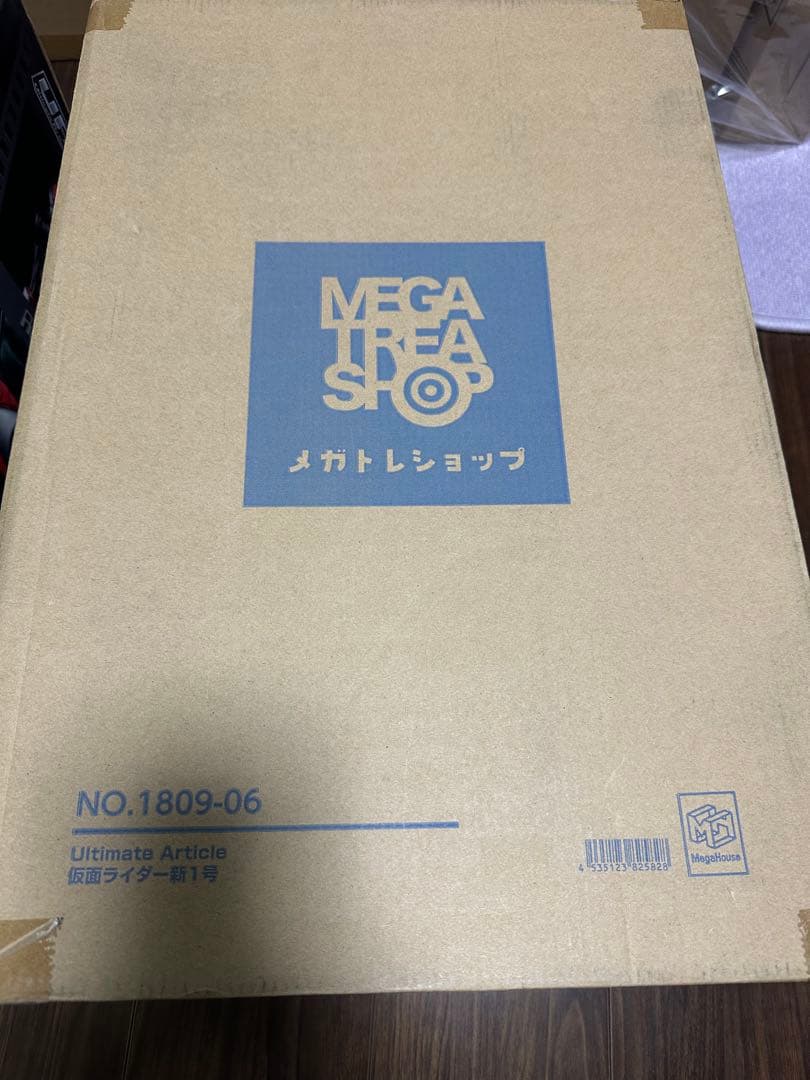 MEGA
TREA
SHOP
メガトレショップ
NO.1809-06
Ultimate Article
仮面ライダー新1号
4 535123 825828
MegaHouse